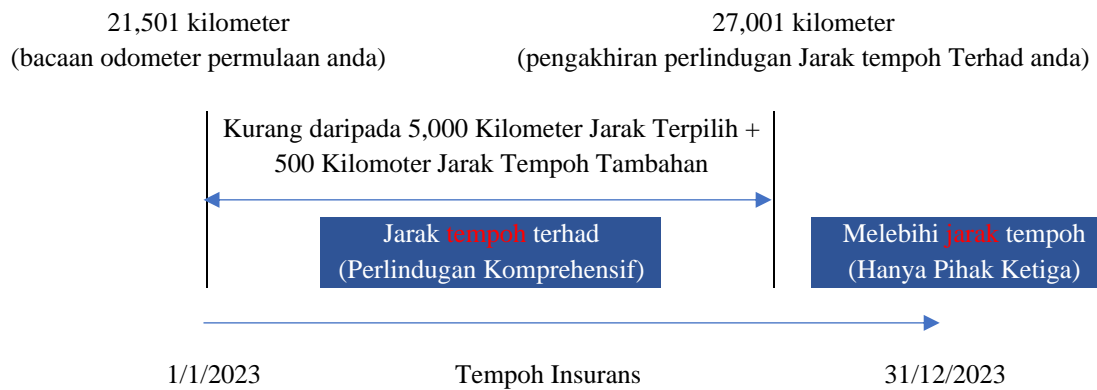 21,501 kilometer
(bacaan odometer permulaan anda)
27,001 kilometer
(pengakhiran perlindugan Jarak tempoh Terhad anda)
Kurang daripada 5,000 Kilometer Jarak Terpilih +
500 Kilomoter Jarak Tempoh Tambahan
Jarak tempoh terhad
(Perlindugan Komprehensif)
Melebihi jarak tempoh
(Hanya Pihak Ketiga)
1/1/2023
Tempoh Insurans
31/12/2023